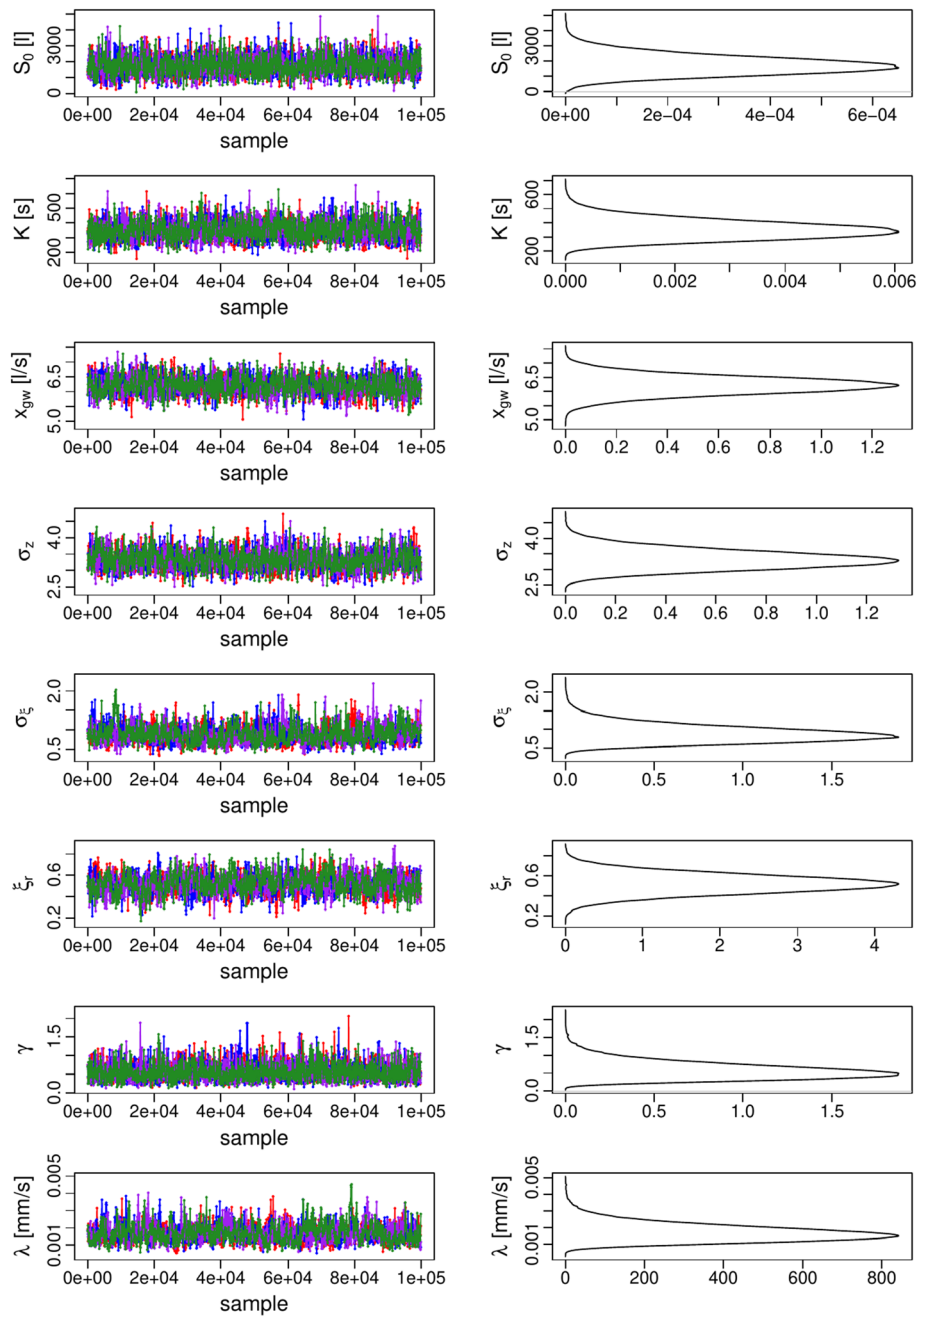 S₀ [l]
0 3000
0e+00 2e+04 4e+04 6e+04 8e+04 1e+05
sample
S₀ [l]
0 3000
0e+00 2e−04 4e−04 6e−04
K [s]
200 500
0e+00 2e+04 4e+04 6e+04 8e+04 1e+05
sample
K [s]
200 600
0.000 0.002 0.004 0.006
x_gw [l/s]
5.0 6.5
0e+00 2e+04 4e+04 6e+04 8e+04 1e+05
sample
x_gw [l/s]
5.0 6.5
0.0 0.2 0.4 0.6 0.8 1.0 1.2
σ_z
2.5 4.0
0e+00 2e+04 4e+04 6e+04 8e+04 1e+05
sample
σ_z
2.5 4.0
0.0 0.2 0.4 0.6 0.8 1.0 1.2
σ_ξ
0.5 2.0
0e+00 2e+04 4e+04 6e+04 8e+04 1e+05
sample
σ_ξ
0.5 2.0
0.0 0.5 1.0 1.5
ξ_r
0.2 0.6
0e+00 2e+04 4e+04 6e+04 8e+04 1e+05
sample
ξ_r
0.2 0.6
0 1 2 3 4
γ
0.0 1.5
0e+00 2e+04 4e+04 6e+04 8e+04 1e+05
sample
γ
0.0 1.5
0.0 0.5 1.0 1.5
λ [mm/s]
0.001 0.005
0e+00 2e+04 4e+04 6e+04 8e+04 1e+05
sample
λ [mm/s]
0.001 0.005
0 200 400 600 800